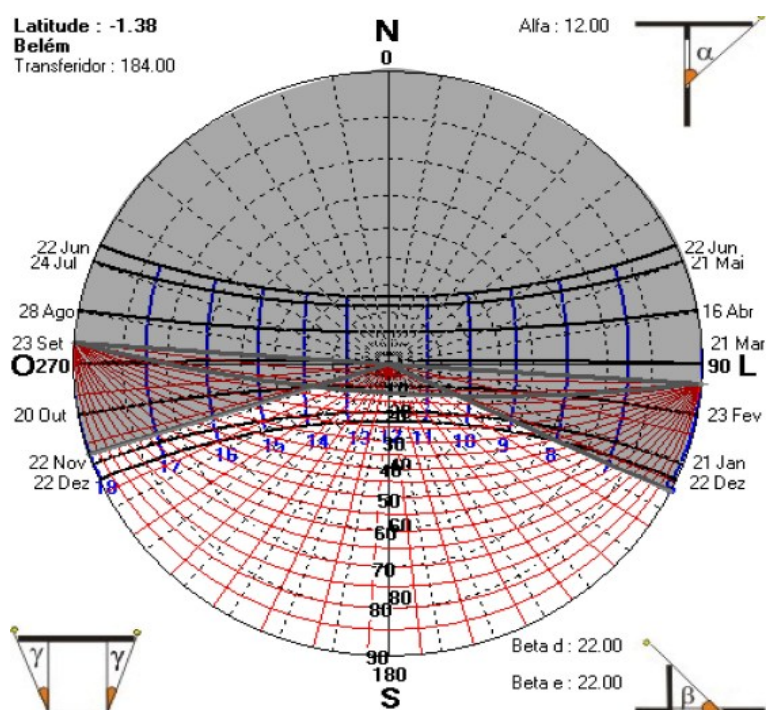 Latitude : -1.38
Belém
Transferidor : 184.00
N
0
Alfa : 12.00
α
22 Jun
24 Jul
28 Ago
23 Set
O 270
20 Out
22 Nov
22 Dez
22 Jun
21 Mai
16 Abr
21 Mar
90 L
23 Fev
21 Jan
22 Dez
18 17 16 15 14 13 12 11 10 9 8 7
20
30
40
50
60
70
80
90
60
80
180
S
γ γ
Beta d : 22.00
Beta e : 22.00
β